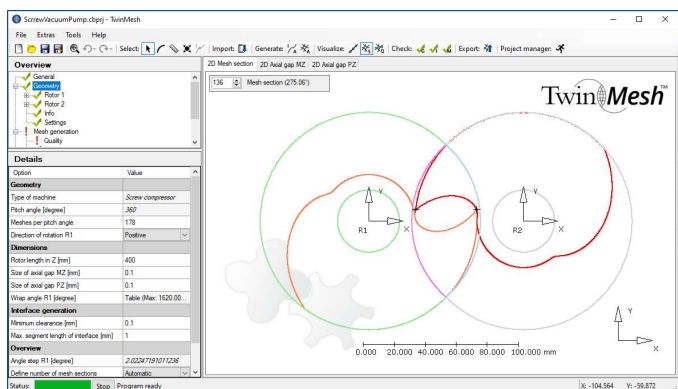 ScrrewVacuumPump.cbprj - TwinMesh
File Extras Tools Help
Select: Import: Generate: Visualize: Check: Export: Project manager:
Overview
General
Geometry
Rotor 1
Rotor 2
Info
Settings
Mesh generation
Quality
Details
Option Value
Geometry
Type of machine Screw compressor
Pitch angle [degree] 360
Meshes per pitch angle 178
Direction of rotation R1 Positive
Dimensions
Rotor length in Z [mm] 400
Size of axial gap MZ [mm] 0.1
Size of axial gap PZ [mm] 0.1
Wrap angle R1 [degree] Table (Max: 1620.00...
Interface generation
Minimum clearance [mm] 0.1
Max. segment length of interface [mm] 1
Overview
Angle step R1 [degree] 2.02247191011236
Define number of mesh sections Automatic
2D Mesh section 2D Axial gap MZ 2D Axial gap PZ
136 Mesh section (275.06°)
TwinMesh™
Y
R1
X
Y
R2
X
Y
X
0.000 20.000 40.000 60.000 80.000 100.000 mm
Status: Stop Program ready X: -104.564 Y: -59.872